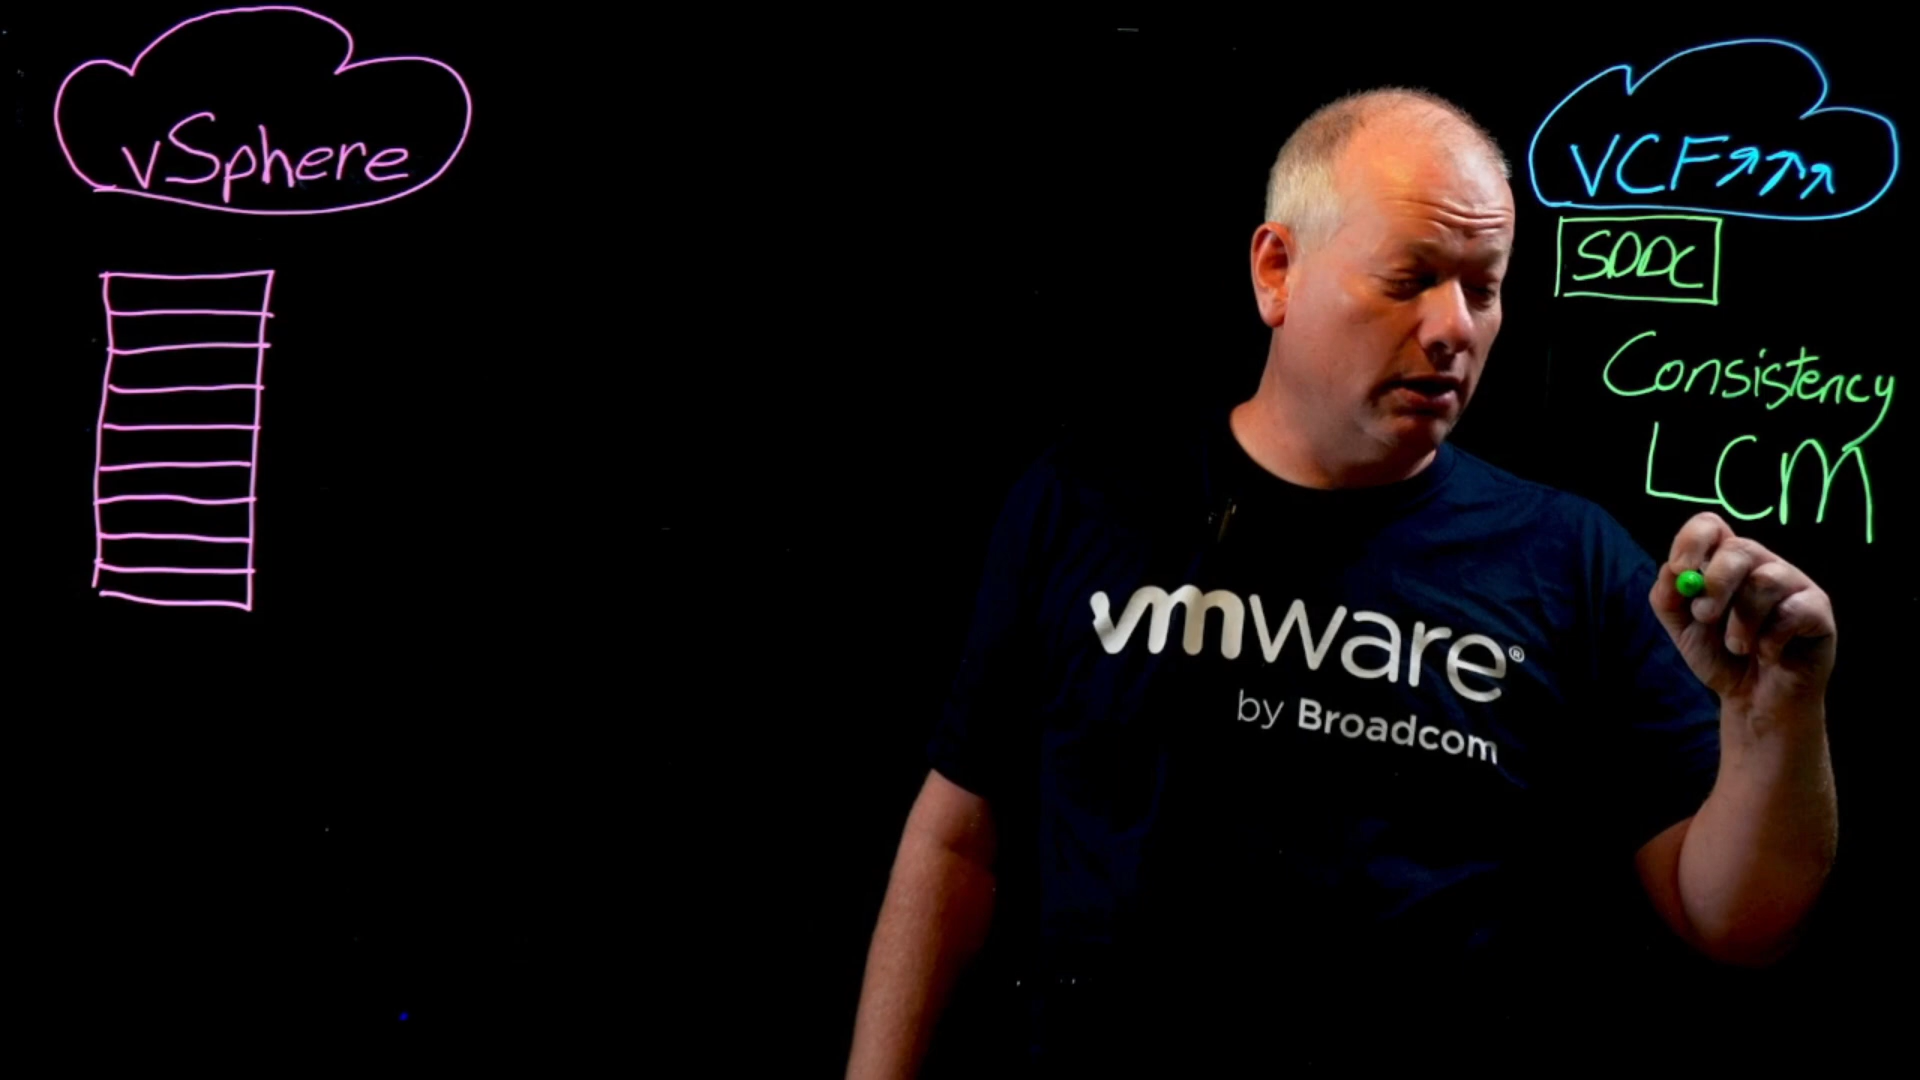 vSphere
VCF
SDDC
Consistency
LCM
vmware®
by Broadcom